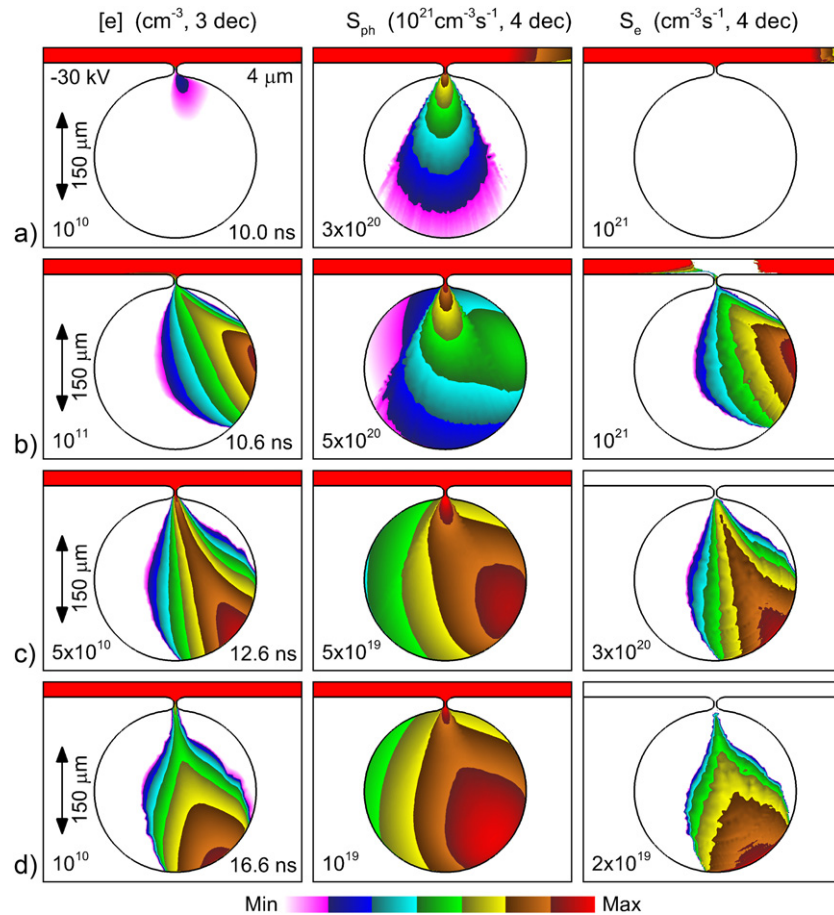 [e] (cm⁻³, 3 dec) S_ph (10²¹cm⁻³s⁻¹, 4 dec) S_e (cm⁻³s⁻¹, 4 dec)
-30 kV 4 μm
150 μm
a) 10¹⁰ 10.0 ns 3x10²⁰ 10²¹
150 μm
b) 10¹¹ 10.6 ns 5x10²⁰ 10²¹
150 μm
c) 5x10¹⁰ 12.6 ns 5x10¹⁹ 3x10²⁰
150 μm
d) 10¹⁰ 16.6 ns 10¹⁹ 2x10¹⁹
Min Max